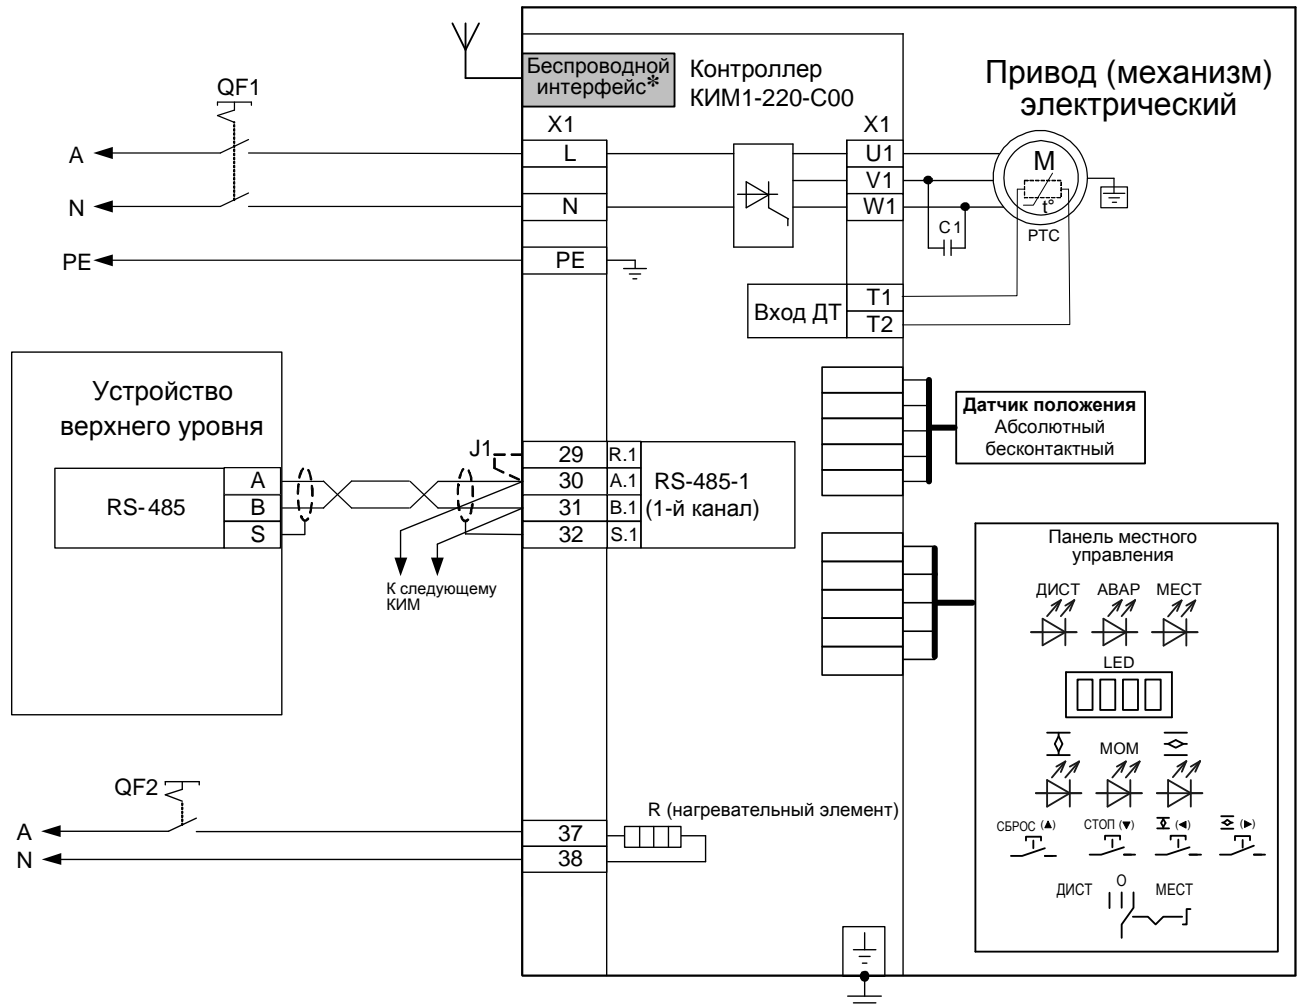 Беспроводной
интерфейс*
Контроллер
КИМ1-220-С00
Привод (механизм)
электрический
QF1
X1
X1
A
L
U1
M
V1
N
N
W1
t°
C1
PTC
PE
PE
T1
Вход ДТ
T2
Устройство
верхнего уровня
Датчик положения
Абсолютный
бесконтактный
J1
29
R.1
RS-485
A
30
A.1
RS-485-1
B
31
B.1
(1-й канал)
S
32
S.1
К следующему
КИМ
Панель местного
управления
ДИСТ АВАР МЕСТ
LED
МОМ
QF2
R (нагревательный элемент)
A
37
N
38
СБРОС (▲)
СТОП (▼)
(◄)
(►)
ДИСТ
О
МЕСТ